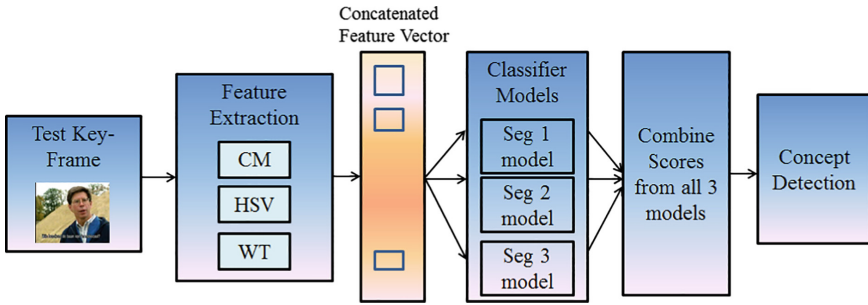 Concatenated
Feature Vector
Test Key-
Frame
Feature
Extraction
CM
HSV
WT
Classifier
Models
Seg 1
model
Seg 2
model
Seg 3
model
Combine
Scores
from all 3
models
Concept
Detection